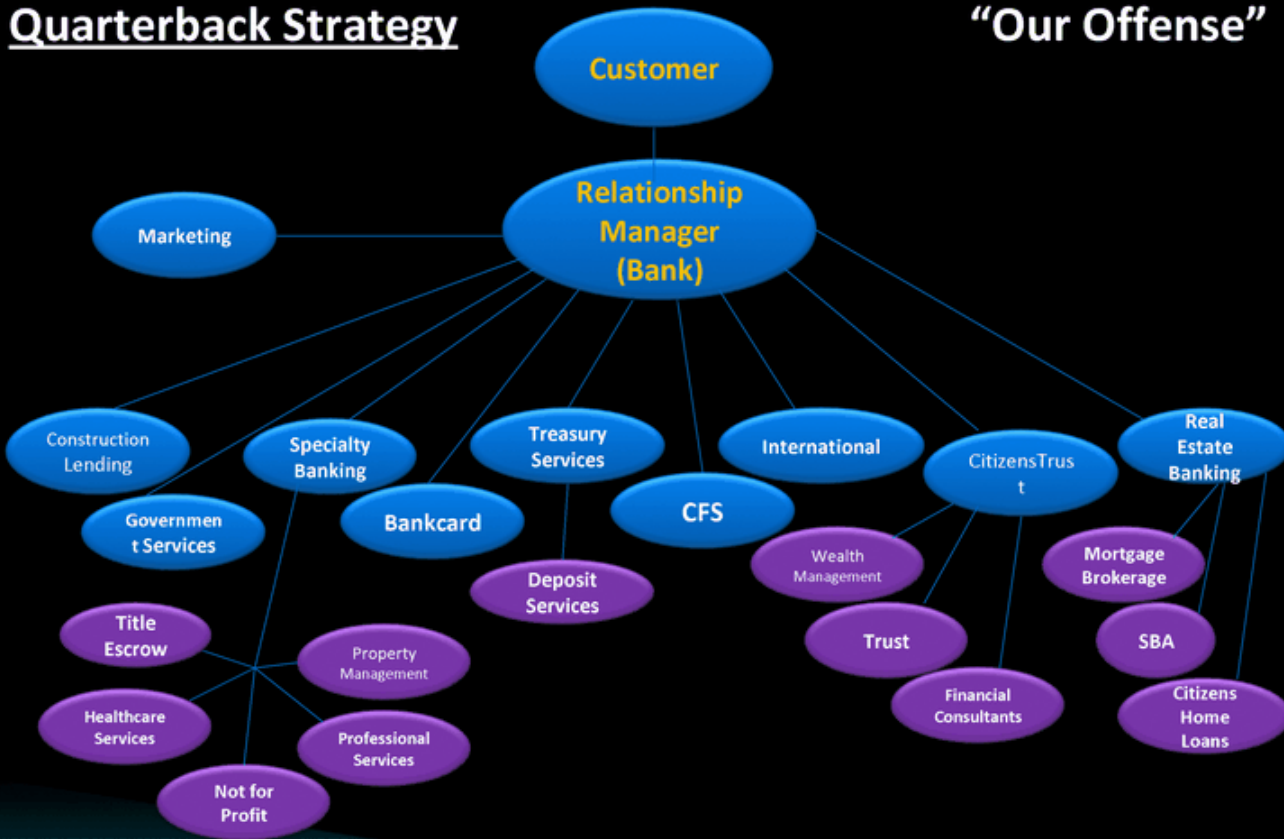 Quarterback Strategy
“Our Offense”
Customer
Relationship
Manager
(Bank)
Marketing
Construction
Lending
Governmen
t Services
Specialty
Banking
Bankcard
Treasury
Services
CFS
International
CitizensTrus
t
Real
Estate
Banking
Deposit
Services
Wealth
Management
Trust
Financial
Consultants
Mortgage
Brokerage
SBA
Citizens
Home
Loans
Title
Escrow
Property
Management
Healthcare
Services
Professional
Services
Not for
Profit